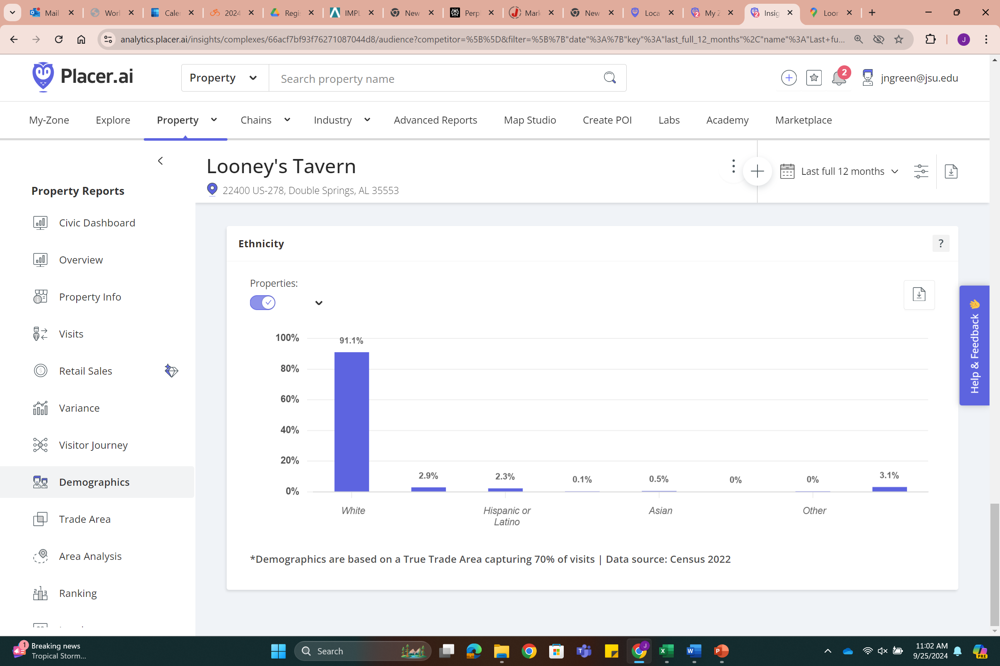 Mail
Worl
Caler
2024
Regis
IMPL
New
Perp
Mark
New
Loca
My Z
Insig
Loon
analytics.placer.ai/insights/complexes/66acf7bf93f76271087044d8/audience?competitor=%5B%5D&filter=%5B%7B"date"%3A%7B"key"%3A"last_full_12_months"%2C"name"%3A"Last+fu...
J
Placer.ai
Property
Search property name
2
jngreen@jsu.edu
My-Zone
Explore
Property
Chains
Industry
Advanced Reports
Map Studio
Create POI
Labs
Academy
Marketplace
Looney's Tavern
22400 US-278, Double Springs, AL 35553
Last full 12 months
Property Reports
Civic Dashboard
Overview
Property Info
Visits
Retail Sales
Variance
Visitor Journey
Demographics
Trade Area
Area Analysis
Ranking
Ethnicity
?
Properties:
100%
80%
60%
40%
20%
0%
91.1%
2.9%
2.3%
0.1%
0.5%
0%
0%
3.1%
White
Hispanic or
Latino
Asian
Other
*Demographics are based on a True Trade Area capturing 70% of visits | Data source: Census 2022
Help & Feedback
1
Breaking news
Tropical Storm...
Search
11:02 AM
9/25/2024
PRE